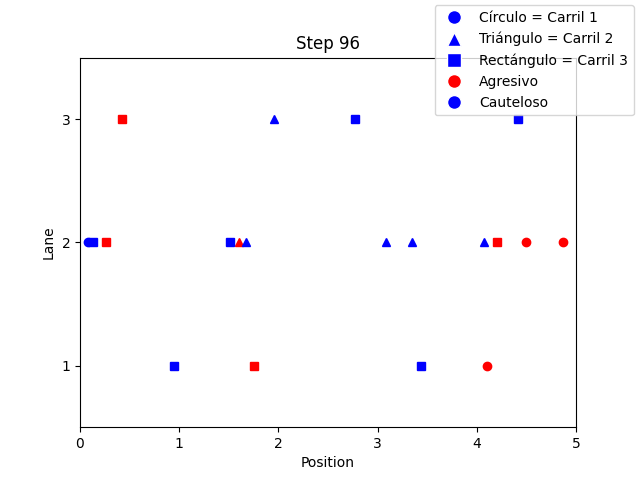 Step 96
Círculo = Carril 1
Triángulo = Carril 2
Rectángulo = Carril 3
Agresivo
Cauteloso
Lane
3
2
1
0 1 2 3 4 5
Position